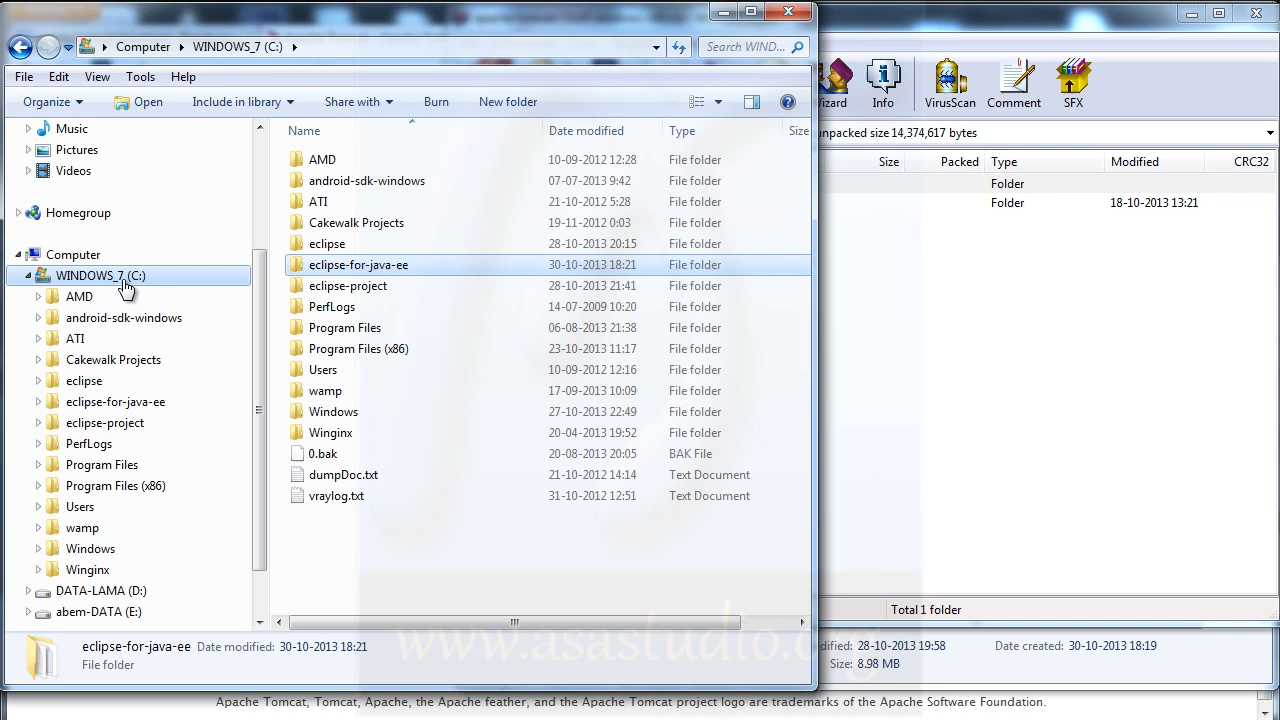 Computer
WINDOWS_7 (C:)
Search WIND...
File Edit View Tools Help
Organize Open Include in library Share with Burn New folder
Music
Pictures
Videos
Homegroup
Computer
WINDOWS_7 (C:)
AMD
android-sdk-windows
ATI
Cakewalk Projects
eclipse
eclipse-for-java-ee
eclipse-project
PerfLogs
Program Files
Program Files (x86)
Users
wamp
Windows
Winginx
DATA-LAMA (D:)
abem-DATA (E:)
Name Date modified Type Size
AMD 10-09-2012 12:28 File folder
android-sdk-windows 07-07-2013 9:42 File folder
ATI 21-10-2012 5:28 File folder
Cakewalk Projects 19-11-2012 0:03 File folder
eclipse 28-10-2013 20:15 File folder
eclipse-for-java-ee 30-10-2013 18:21 File folder
eclipse-project 28-10-2013 21:41 File folder
PerfLogs 14-07-2009 10:20 File folder
Program Files 06-08-2013 21:38 File folder
Program Files (x86) 23-10-2013 11:17 File folder
Users 10-09-2012 12:16 File folder
wamp 17-09-2013 10:09 File folder
Windows 27-10-2013 22:49 File folder
Winginx 20-04-2013 19:52 File folder
0.bak 20-08-2013 20:05 BAK File
dumpDoc.txt 21-10-2012 14:14 Text Document
vraylog.txt 31-10-2012 12:51 Text Document
eclipse-for-java-ee Date modified: 30-10-2013 18:21
File folder
Wizard Info VirusScan Comment SFX
unpacked size 14,374,617 bytes
Size Packed Type Modified CRC32
Folder
Folder 18-10-2013 13:21
Total 1 folder
dified: 28-10-2013 19:58 Date created: 30-10-2013 18:19
Size: 8.98 MB
Apache Tomcat, Tomcat, Apache, the Apache feather, and the Apache Tomcat project logo are trademarks of the Apache Software Foundation.